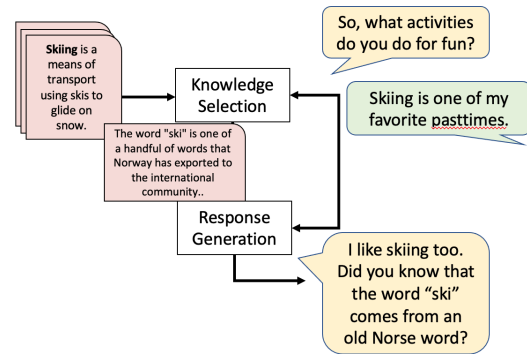 Skiing is a
means of
transport
using skis to
glide on
snow.
Knowledge
Selection
The word "ski" is one of
a handful of words that
Norway has exported to
the international
community..
Response
Generation
So, what activities
do you do for fun?
Skiing is one of my
favorite pasttimes.
I like skiing too.
Did you know that
the word “ski”
comes from an
old Norse word?